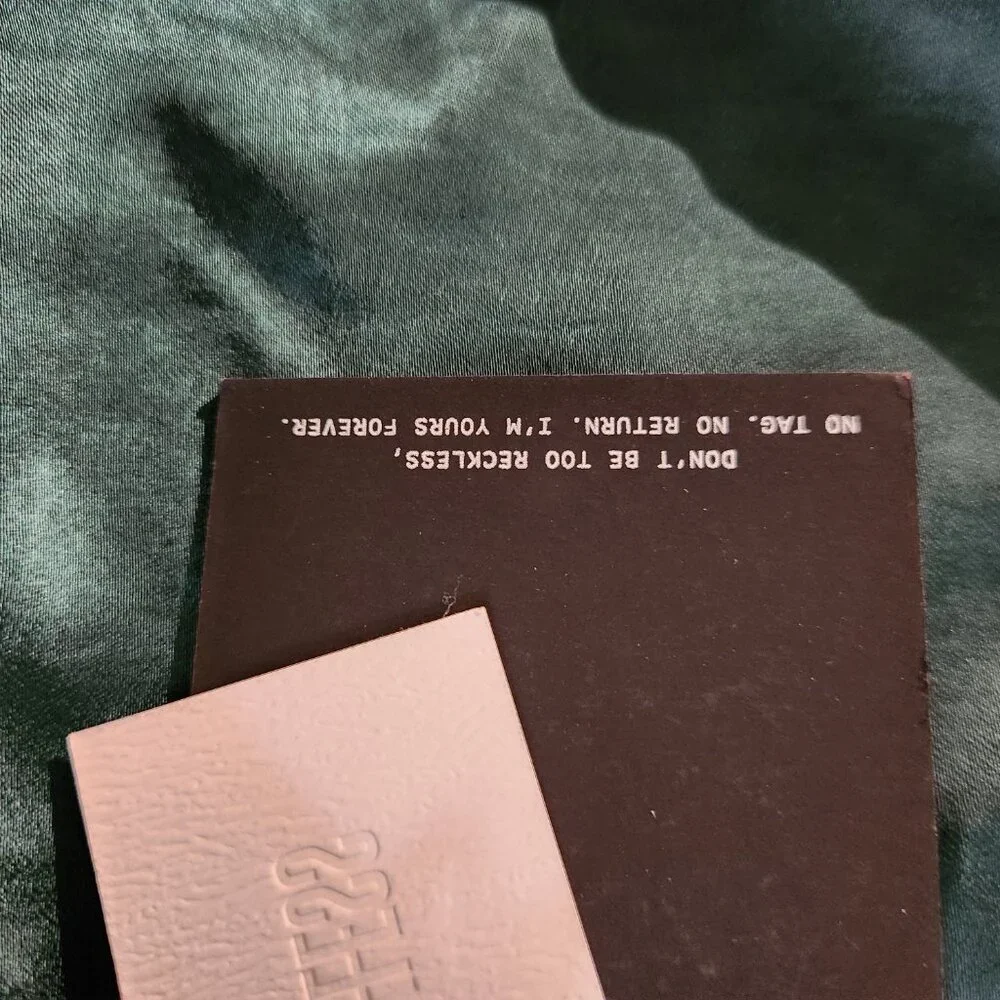 DON'T BE TOO RECKLESS,
NO TAG. NO RETURN. I'M YOURS FOREVER.